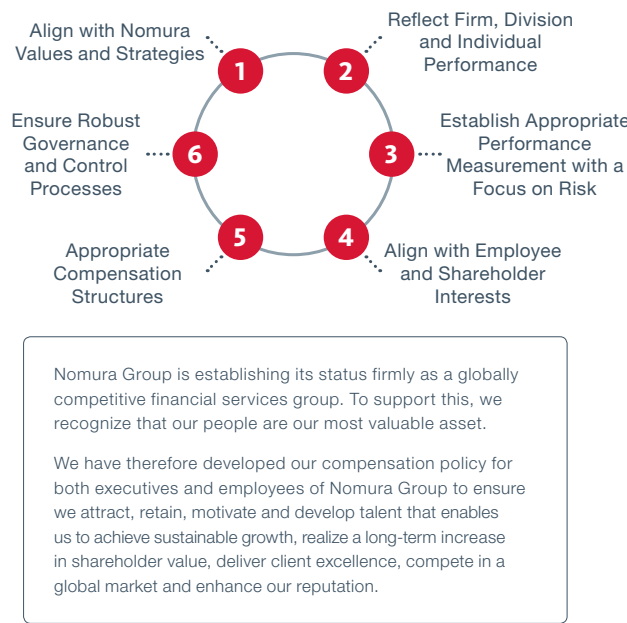 1
Align with Nomura
Values and Strategies
2
Reflect Firm, Division
and Individual
Performance
3
Establish Appropriate
Performance
Measurement with a
Focus on Risk
4
Align with Employee
and Shareholder
Interests
5
Appropriate
Compensation
Structures
6
Ensure Robust
Governance
and Control
Processes
Nomura Group is establishing its status firmly as a globally
competitive financial services group. To support this, we
recognize that our people are our most valuable asset.
We have therefore developed our compensation policy for
both executives and employees of Nomura Group to ensure
we attract, retain, motivate and develop talent that enables
us to achieve sustainable growth, realize a long-term increase
in shareholder value, deliver client excellence, compete in a
global market and enhance our reputation.